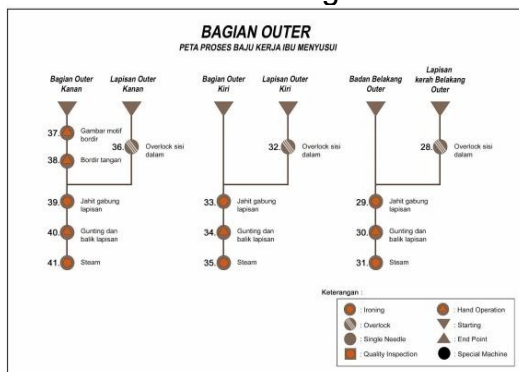 BAGIAN OUTER
PETA PROSES BAJU KERJA IBU MENYUSUI
Bagian Outer
Kanan
Lapisan Outer
Kanan
Bagian Outer
Kiri
Lapisan Outer
Kiri
Badan Belakang
Outer
Lapisan
kerah Belakang
Outer
37. Gambar motif
bordir
38. Bordir tangan
36. Overlock sisi
dalam
39. Jahit gabung
lapisan
40. Gunting dan
balik lapisan
41. Steam
32. Overlock sisi
dalam
33. Jahit gabung
lapisan
34. Gunting dan
balik lapisan
35. Steam
28. Overlock sisi
dalam
29. Jahit gabung
lapisan
30. Gunting dan
balik lapisan
31. Steam
Keterangan :
: Ironing
: Overlock
: Single Needle
: Quality Inspection
: Hand Operation
: Starting
: End Point
: Special Machine